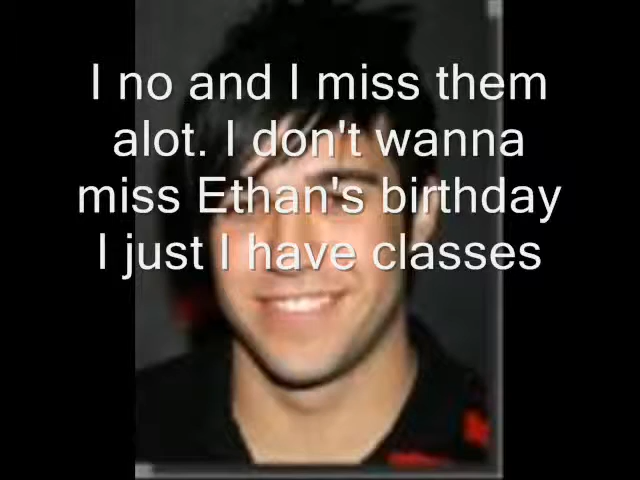 I no and I miss them
alot. I don't wanna
miss Ethan's birthday
I just I have classes